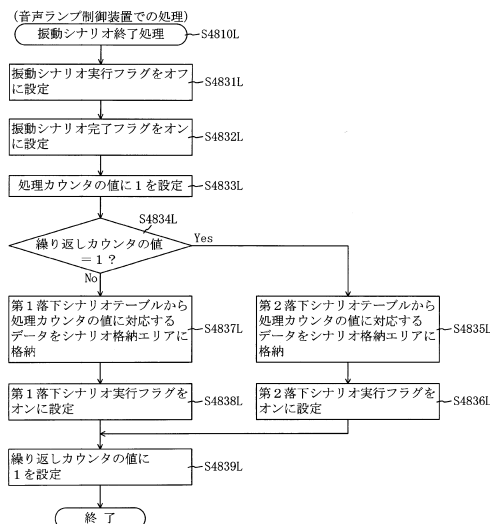 (音声ランプ制御装置での処理)
振動シナリオ終了処理
S4810L
振動シナリオ実行フラグをオフ
に設定
S4831L
振動シナリオ完了フラグをオン
に設定
S4832L
処理カウンタの値に1を設定
S4833L
S4834L
繰り返しカウンタの値
=1?
Yes
No
第1落下シナリオテーブルから
処理カウンタの値に対応する
データをシナリオ格納エリアに
格納
S4837L
第2落下シナリオテーブルから
処理カウンタの値に対応する
データをシナリオ格納エリアに
格納
S4835L
第1落下シナリオ実行フラグを
オンに設定
S4838L
第2落下シナリオ実行フラグを
オンに設定
S4836L
繰り返しカウンタの値に
1を設定
S4839L
終了